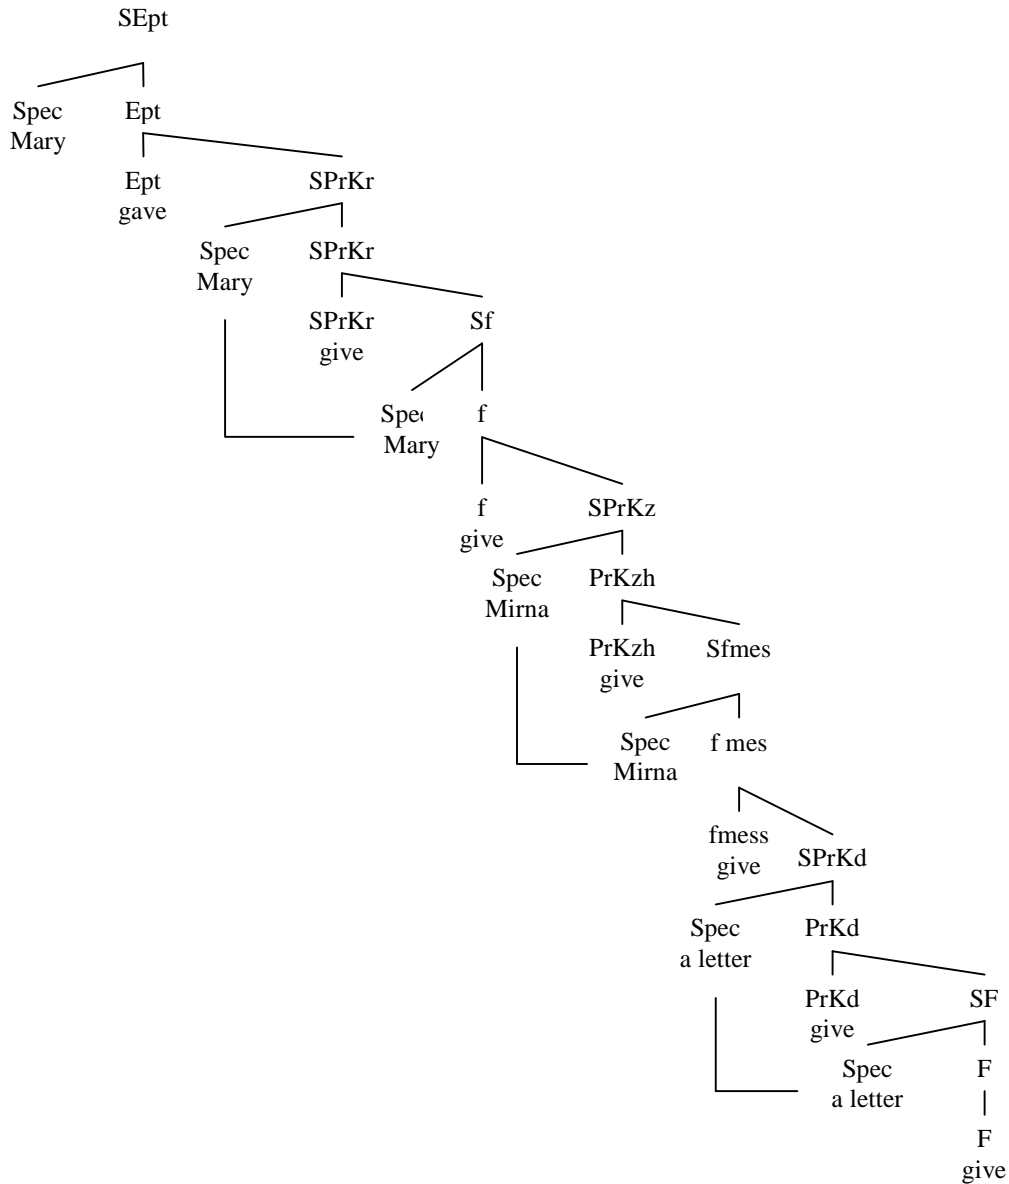 SEpt
Spec Ept
Mary
Ept SPrKr
gave
Spec SPrKr
Mary
SPrKr Sf
give
Spec f
Mary
f SPrKz
give
Spec PrKzh
Mirna
PrKzh Sfmes
give
Spec f mes
Mirna
fmess
give SPrKd
Spec PrKd
a letter
PrKd SF
give
Spec F
a letter
F
give